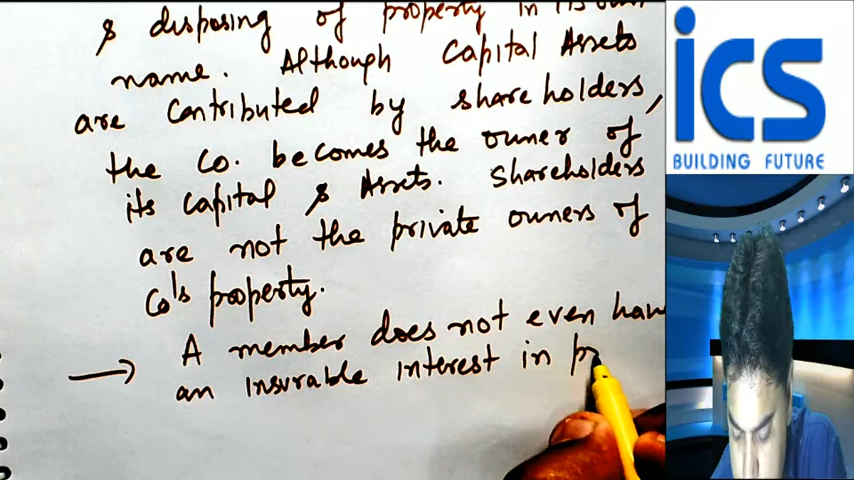 & disposing of property in its own
name. Although Capital Assets
are contributed by shareholders,
the Co. becomes the owner of
its capital & Assets. Shareholders
are not the private owners of
Co's property.
→ A member does not even hav
an insurable interest in p
ics
BUILDING FUTURE